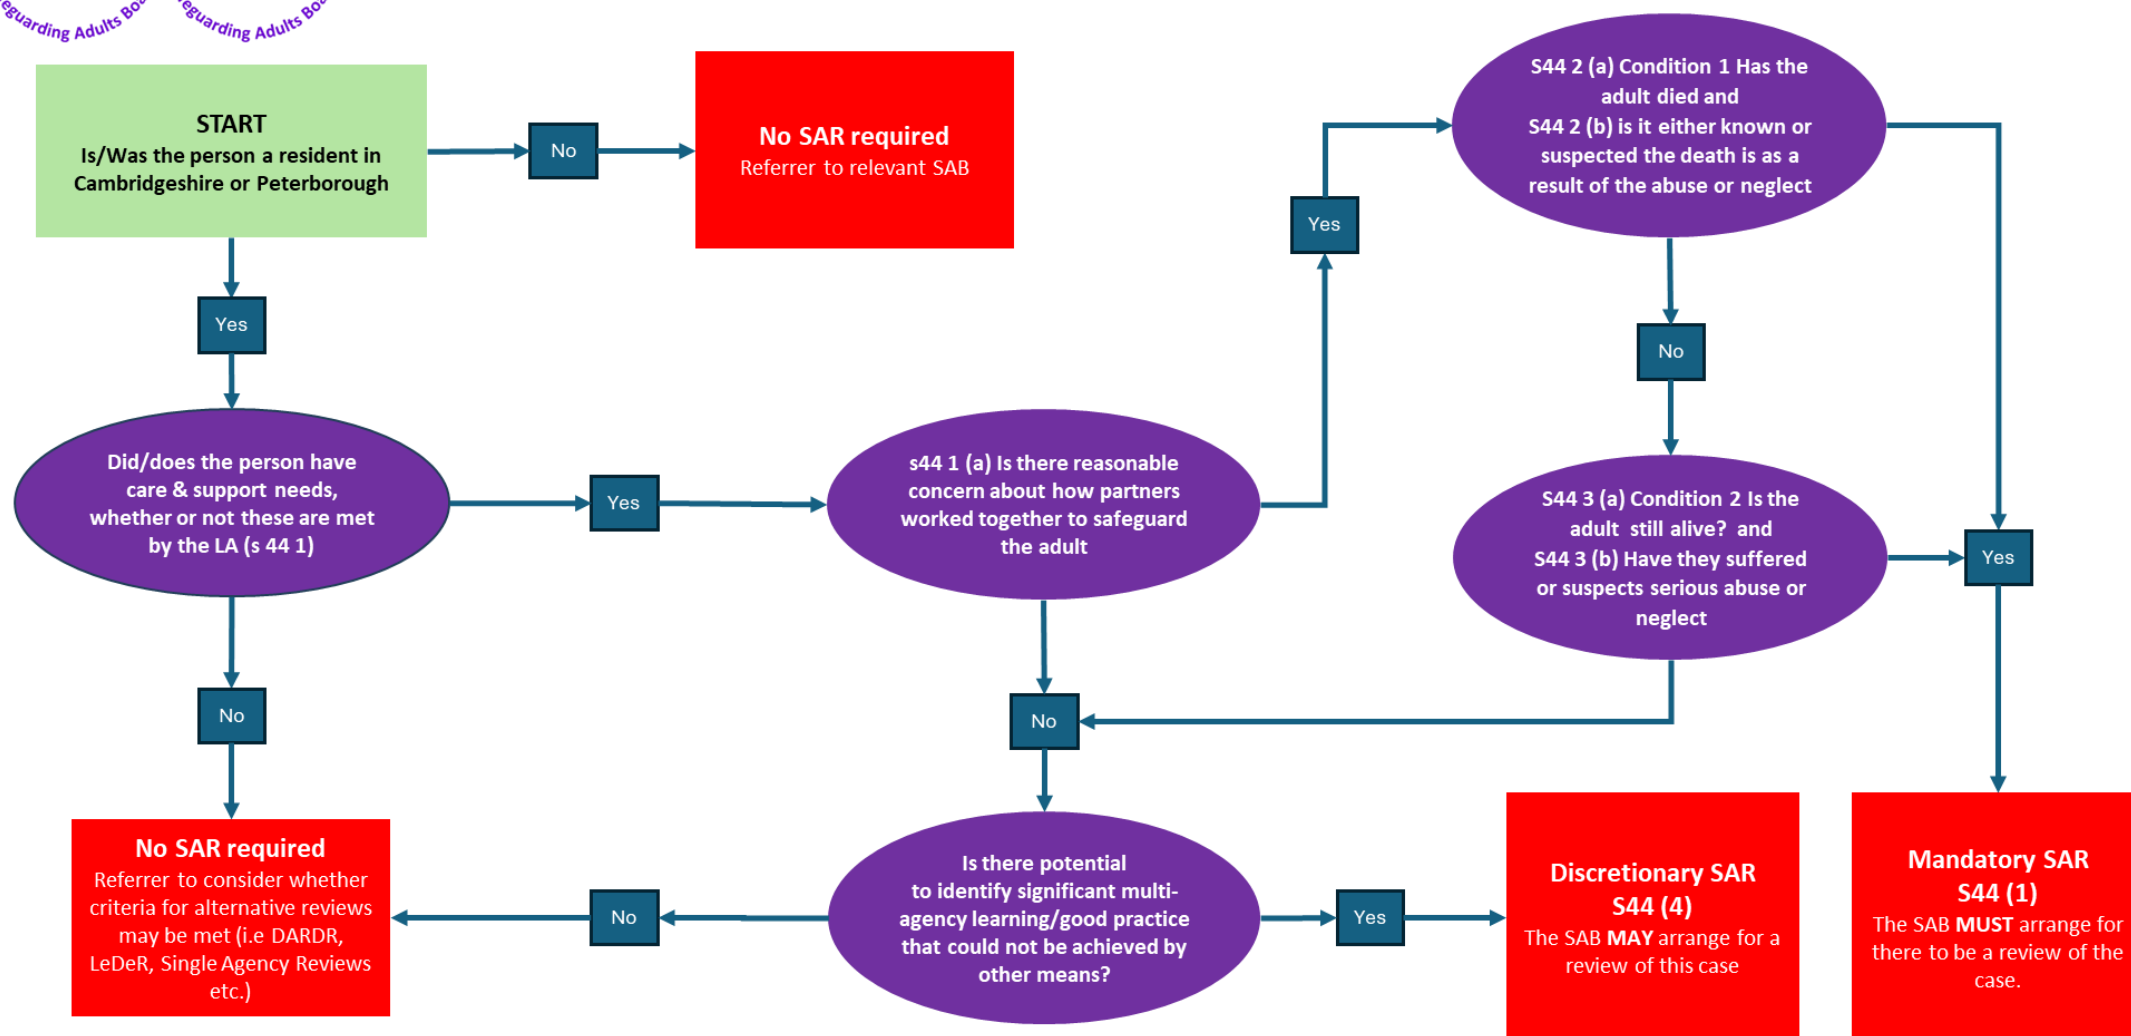 eguarding Adults Boa
eguarding Adults Boa
START
Is/Was the person a resident in
Cambridgeshire or Peterborough
No
No SAR required
Referrer to relevant SAB
S44 2 (a) Condition 1 Has the
adult died and
S44 2 (b) is it either known or
suspected the death is as a
result of the abuse or neglect
Yes
Yes
No
Did/does the person have
care & support needs,
whether or not these are met
by the LA (s 44 1)
Yes
s44 1 (a) Is there reasonable
concern about how partners
worked together to safeguard
the adult
S44 3 (a) Condition 2 Is the
adult still alive? and
S44 3 (b) Have they suffered
or suspects serious abuse or
neglect
Yes
No
No
No SAR required
Referrer to consider whether
criteria for alternative reviews
may be met (i.e DARDR,
LeDeR, Single Agency Reviews
etc.)
No
Is there potential
to identify significant multi-
agency learning/good practice
that could not be achieved by
other means?
Yes
Discretionary SAR
S44 (4)
The SAB MAY arrange for a
review of this case
Mandatory SAR
S44 (1)
The SAB MUST arrange for
there to be a review of the
case.